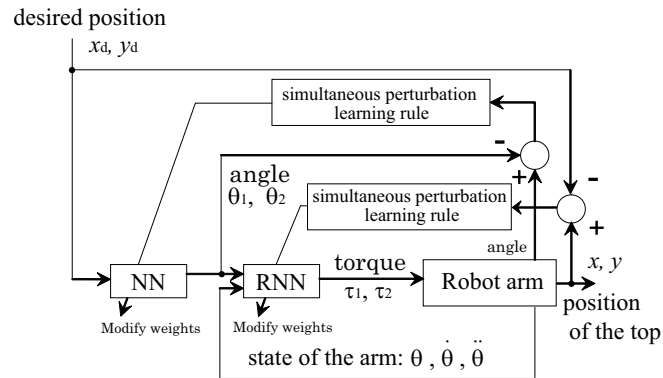 desired position
xd, yd
simultaneous perturbation
learning rule
-
+
angle
θ1, θ2
simultaneous perturbation
learning rule
-
+
angle
NN
RNN
torque
τ1, τ2
Robot arm
x, y
position
of the top
Modify weights
Modify weights
state of the arm: θ , θ̇ , θ̈